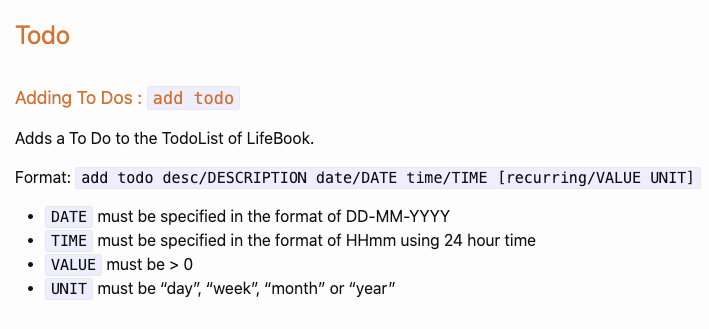 Todo
Adding To Dos : add todo
Adds a To Do to the TodoList of LifeBook.
Format: add todo desc/DESCRIPTION date/DATE time/TIME [recurring/VALUE UNIT]
• DATE must be specified in the format of DD-MM-YYYY
• TIME must be specified in the format of HHmm using 24 hour time
• VALUE must be > 0
• UNIT must be “day”, “week”, “month” or “year”